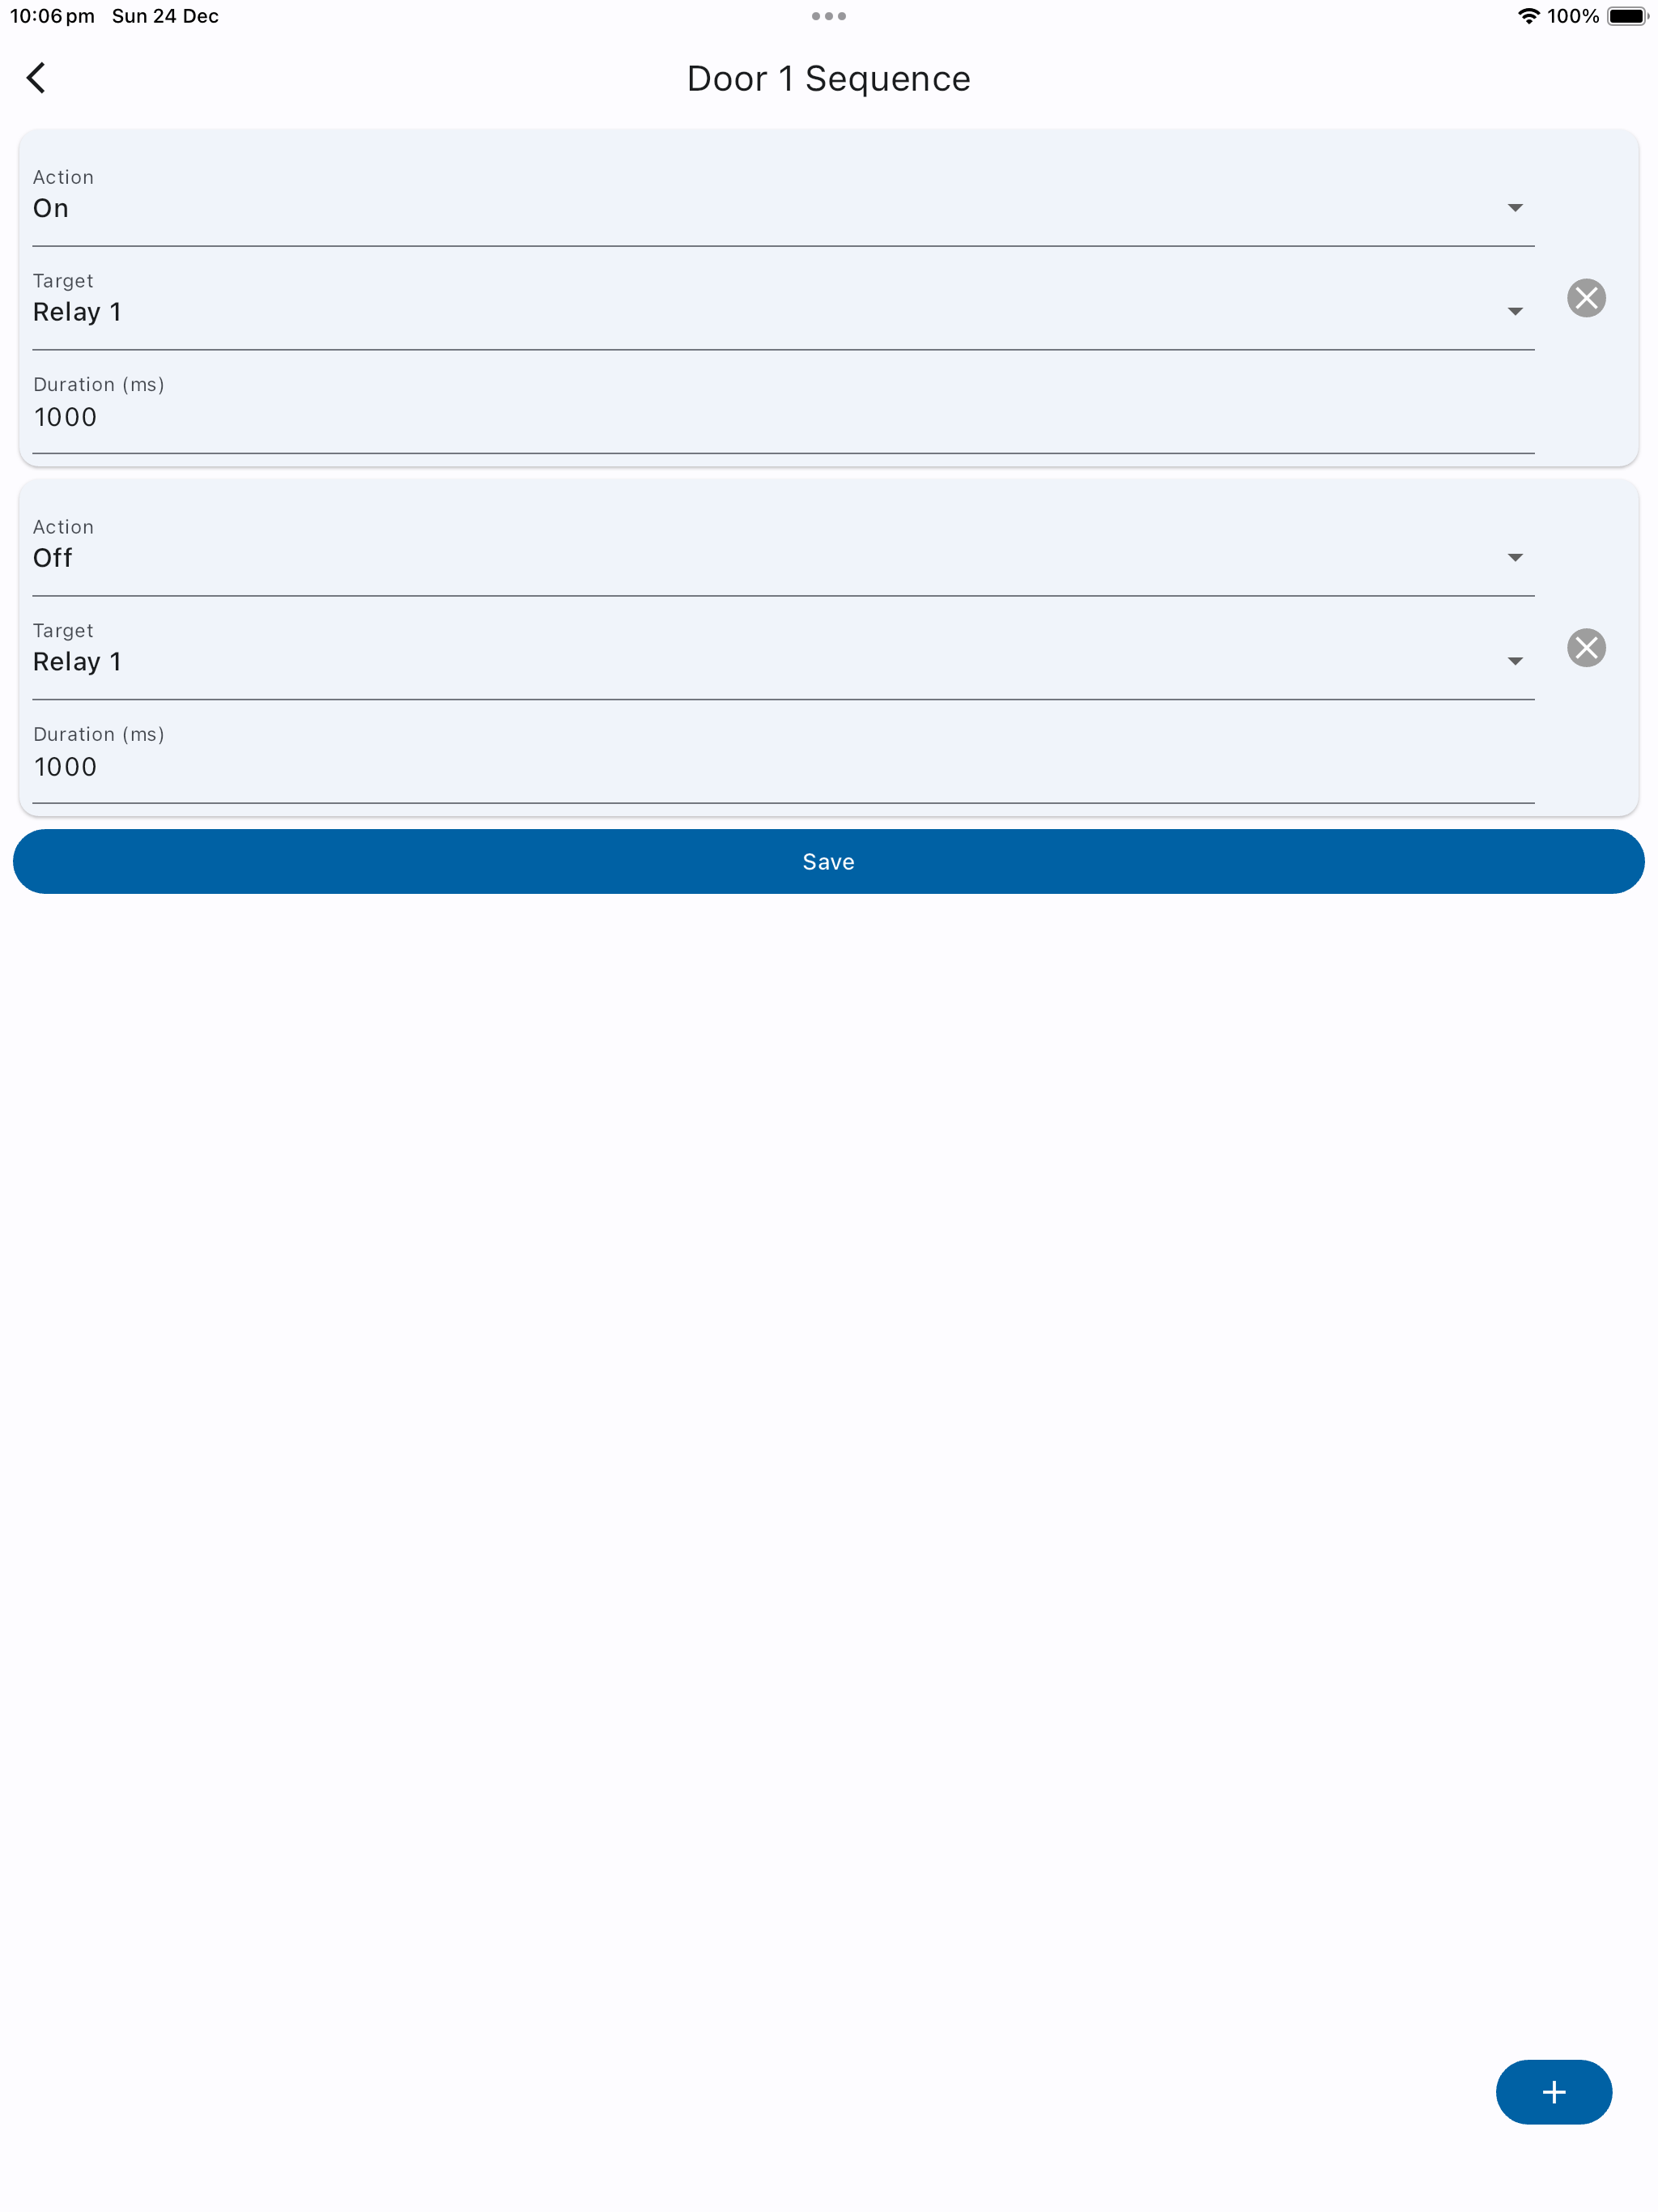 10:06 pm Sun 24 Dec 100%
Door 1 Sequence
Action
On
Target
Relay 1
Duration (ms)
1000
Action
Off
Target
Relay 1
Duration (ms)
1000
Save